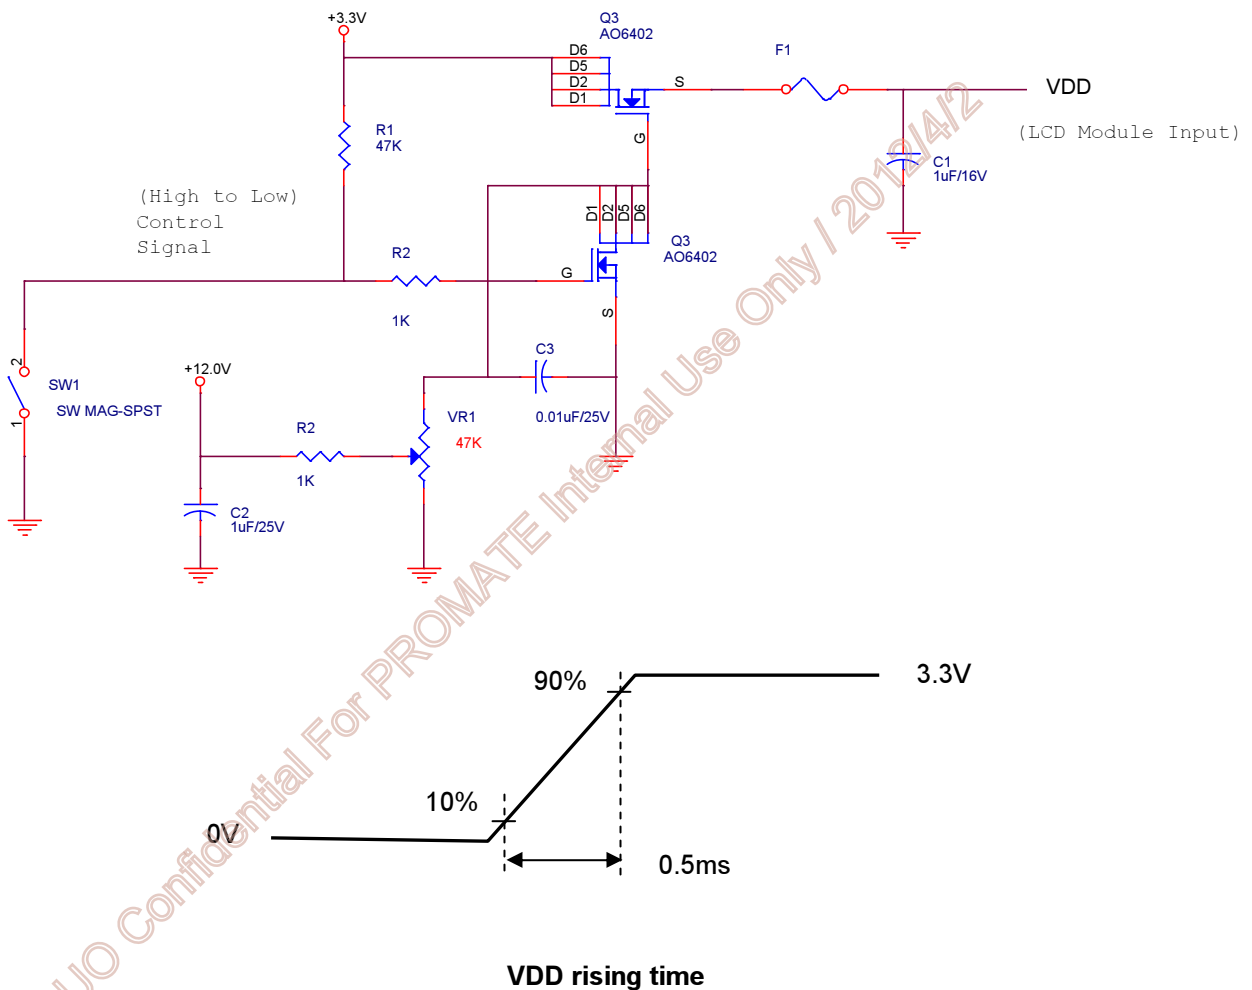 +3.3V
Q3
AO6402
D6
D5
D2
D1
S
G
F1
VDD
(LCD Module Input)
C1
1uF/16V
R1
47K
(High to Low)
Control
Signal
D1
D2
D5
D6
Q3
AO6402
R2
1K
G
S
2
1
SW1
SW MAG-SPST
+12.0V
C3
0.01uF/25V
VR1
47K
R2
1K
C2
1uF/25V
90%
3.3V
10%
0V
0.5ms
VDD rising time
UO Confidential For PROMATE Internal Use Only / 2012/4/2